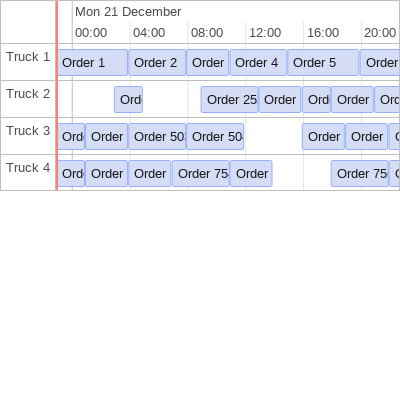 Mon 21 December
00:00 04:00 08:00 12:00 16:00 20:00
Truck 1 Order 1 Order 2 Order Order 4 Order 5 Order
Truck 2 Ord Order 25 Order Ord Order Ord
Truck 3 Ord Order Order 50 Order 50 Order Order
Truck 4 Ord Order Order Order 75 Order Order 75